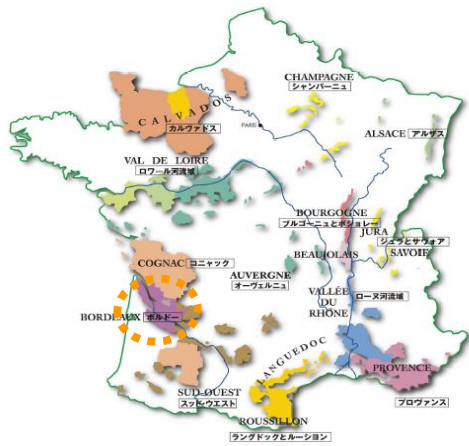 CHAMPAGNE
シャンパーニュ
CALVADOS
カルヴァドス
PARIS
ALSACE アルザス
VAL DE LOIRE
ロワール河流域
BOURGOGNE
ブルゴーニュとボジョレー
JURA
ジュラとサヴォア
SAVOIE
BEAUJOLAIS
COGNAC コニャック
AUVERGNE
オーヴェルニュ
VALLÉE
DU
RHÔNE
ローヌ河流域
BORDEAUX ボルドー
LANGUEDOC
PROVENCE
プロヴァンス
SUD-OUEST
スッド・ウエスト
ROUSSILLON
ラングドックとルーション